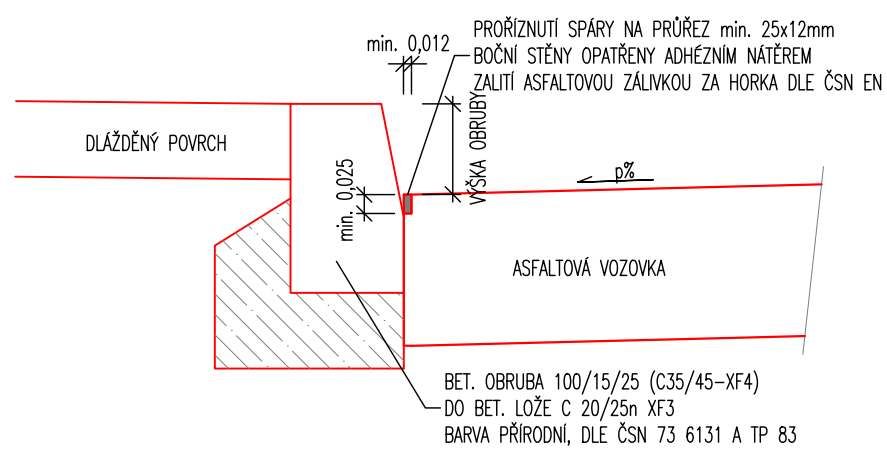 PROŘÍZNUTÍ SPÁRY NA PRŮŘEZ min. 25x12mm
min. 0,012
BOČNÍ STĚNY OPATŘENY ADHÉZNÍM NÁTĚREM
ZALITÍ ASFALTOVOU ZÁLIVKOU ZA HORKA DLE ČSN EN
VÝŠKA OBRUBY
DLÁŽDĚNÝ POVRCH
min. 0,025
p%
ASFALTOVÁ VOZOVKA
BET. OBRUBA 100/15/25 (C35/45-XF4)
DO BET. LOŽE C 20/25n XF3
BARVA PŘÍRODNÍ, DLE ČSN 73 6131 A TP 83